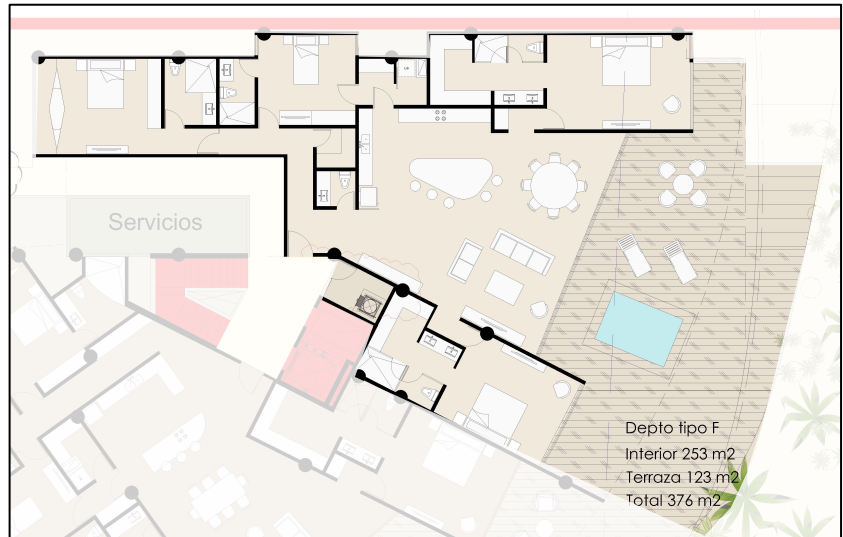 Servicios
Depto tipo F
Interior 253 m2
Terraza 123 m2
Total 376 m2